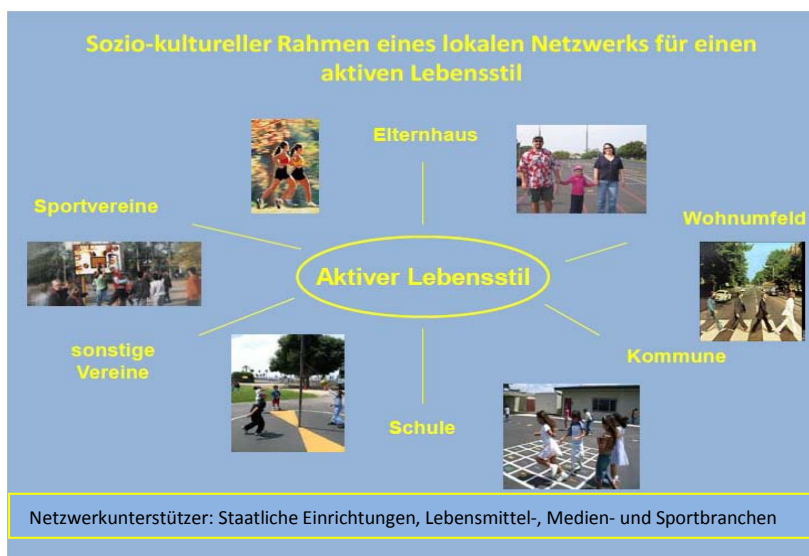 Sozio-kultureller Rahmen eines lokalen Netzwerks für einen
aktiven Lebensstil
Elternhaus
Sportvereine
Wohnumfeld
Aktiver Lebensstil
sonstige
Vereine
Kommune
Schule
Netzwerkunterstützer: Staatliche Einrichtungen, Lebensmittel-, Medien- und Sportbranchen